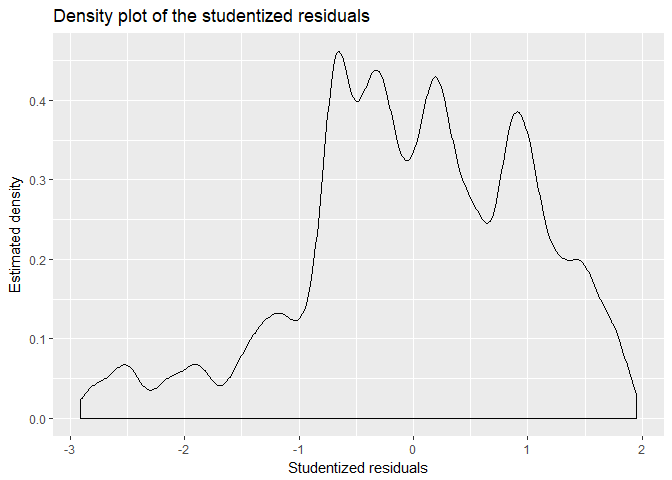 Density plot of the studentized residuals
Estimated density
0.4
0.3
0.2
0.1
0.0
-3 -2 -1 0 1 2
Studentized residuals